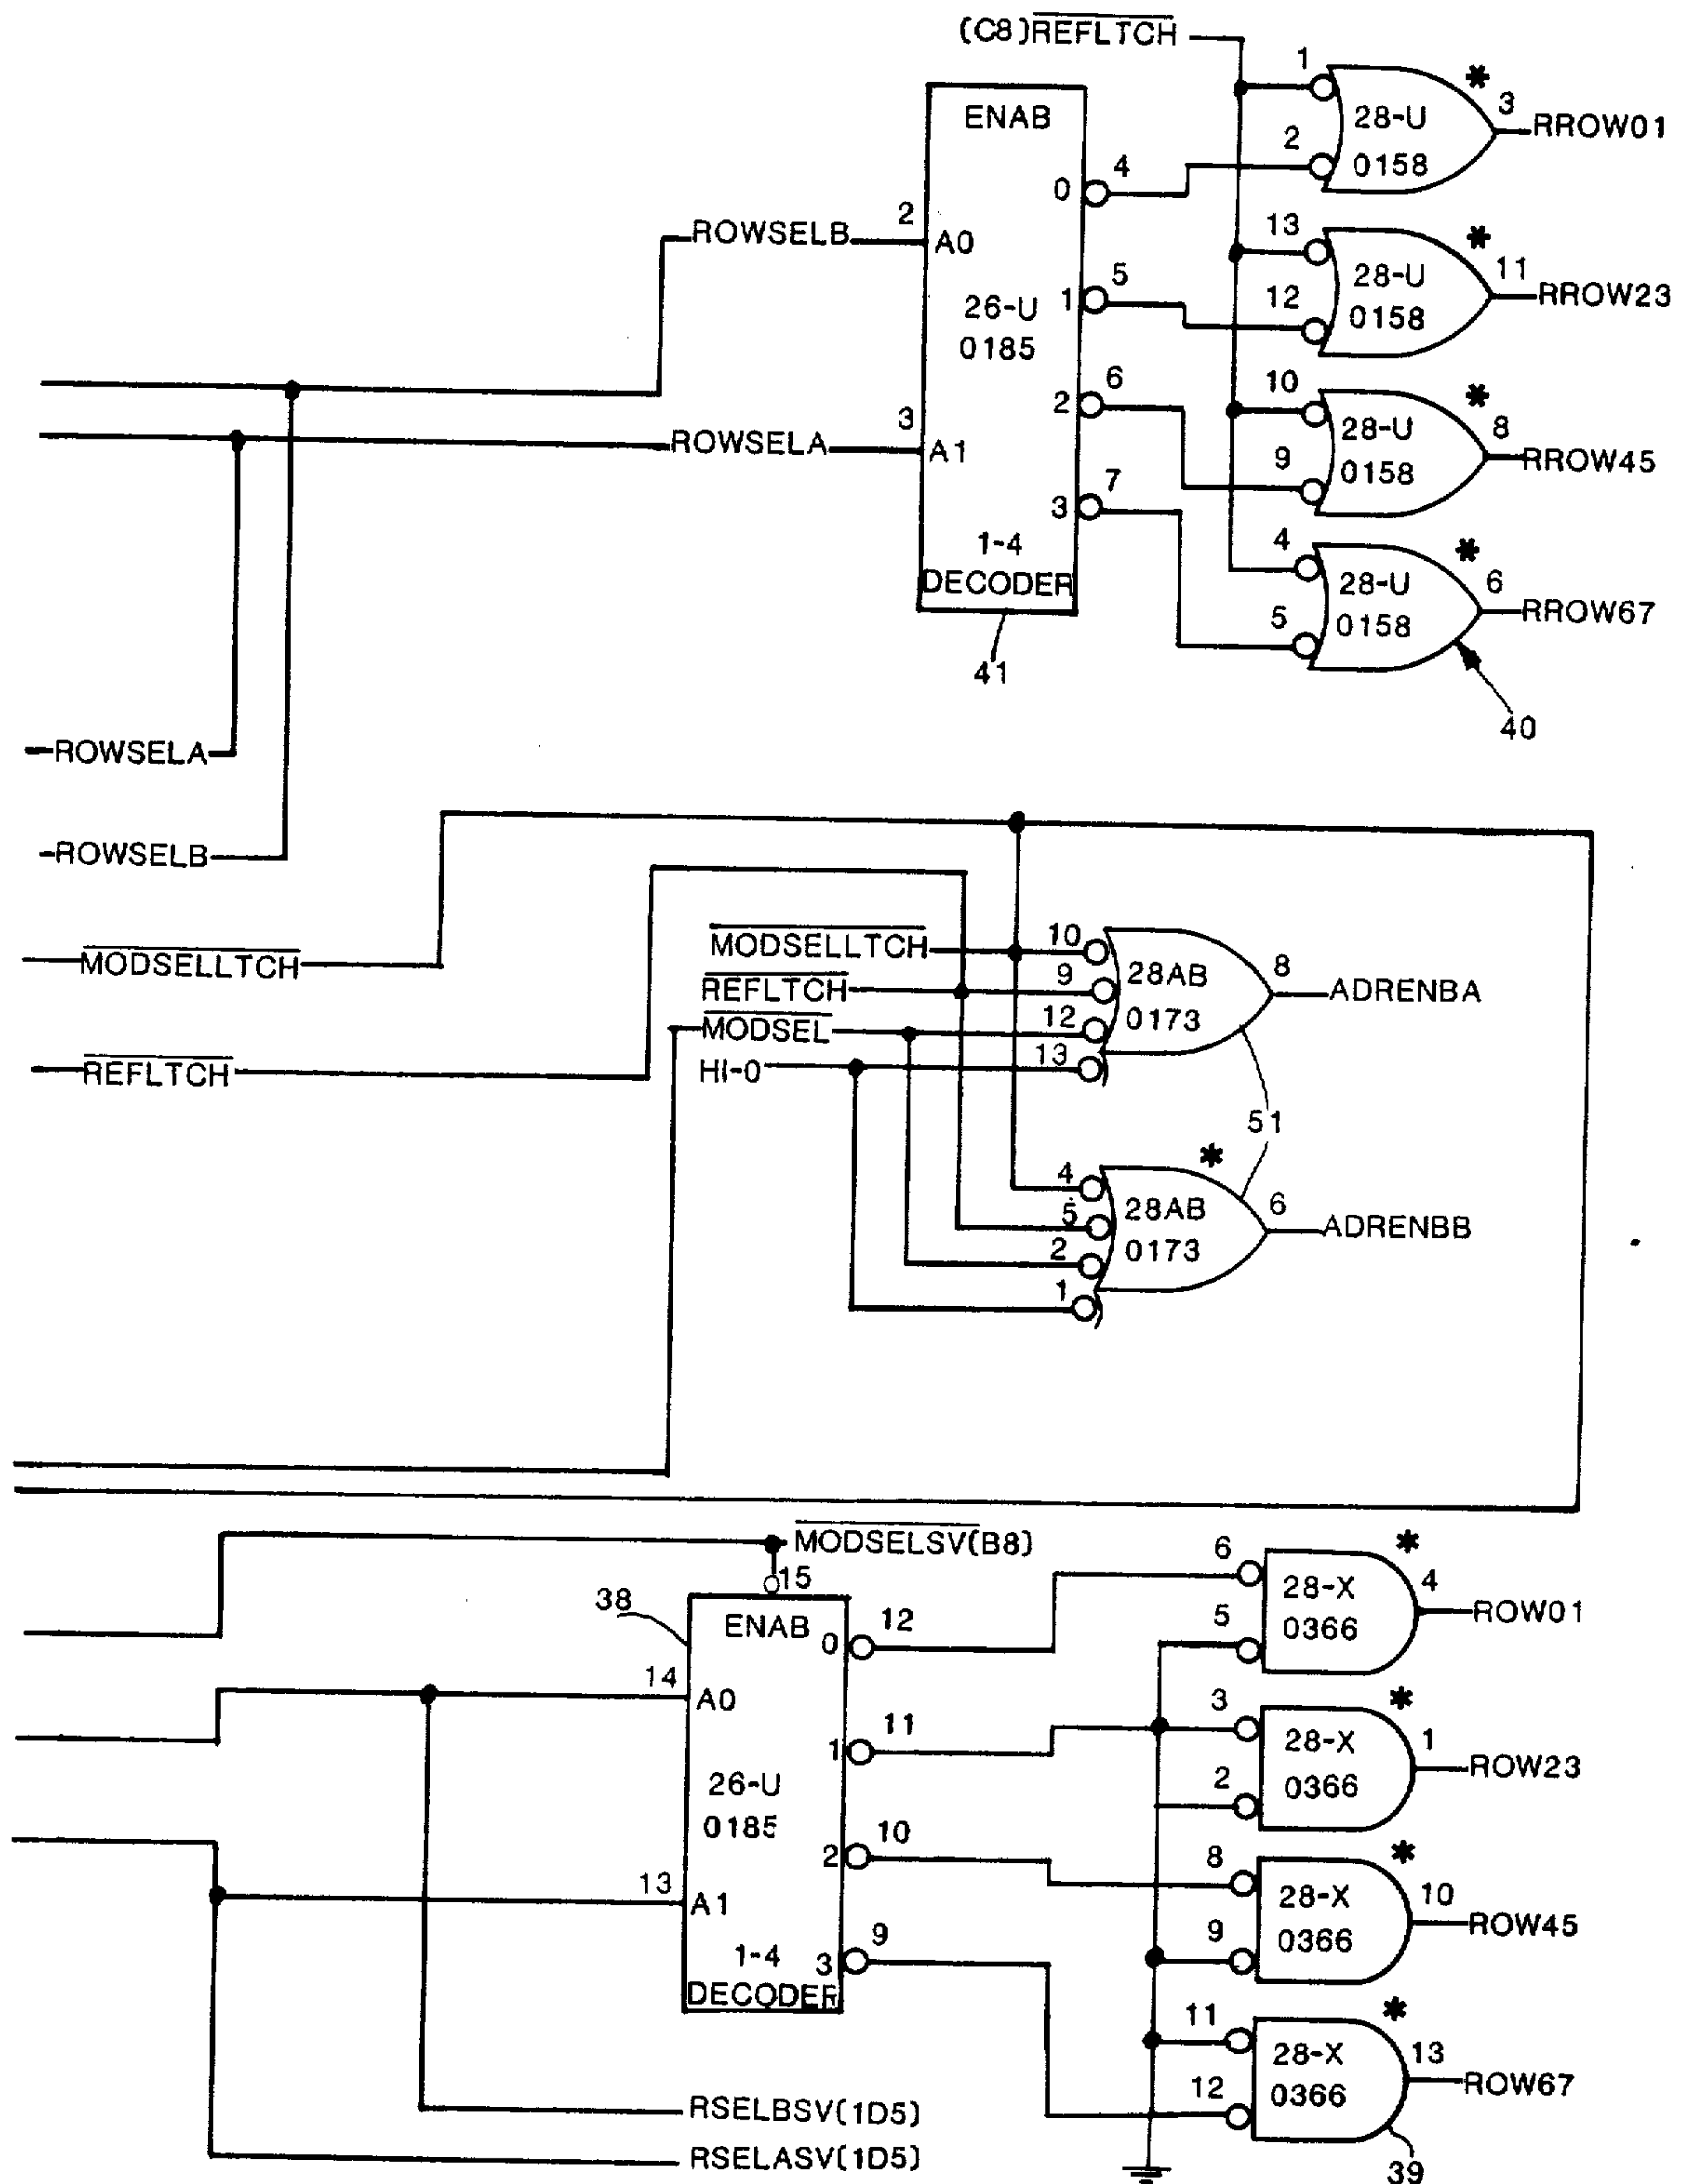 (C8)REFLTCH
1
*
3
28-U
0158
RROW01
2
ENAB
0
4
13
*
11
28-U
0158
RROW23
12
2
ROWSELB
A0
1
5
26-U
0185
10
*
8
28-U
0158
RROW45
9
2
6
3
ROWSELA
A1
3
7
1-4
DECODER
4
*
6
28-U
0158
RROW67
5
41
40
ROWSELA
ROWSELB
MODSELLTCH
REFLTCH
MODSELLTCH
10
REFLTCH
9
MODSEL
12
HI-0
13
28AB
0173
8
ADRENBA
51
*
4
5
2
1
28AB
0173
6
ADRENBB
MODSELSV(B8)
15
38
ENAB
0
12
14
A0
1
11
26-U
0185
2
10
13
A1
3
9
1-4
DECODER
6
5
*
28-X
0366
4
ROW01
3
2
*
28-X
0366
1
ROW23
8
9
*
28-X
0366
10
ROW45
11
12
*
28-X
0366
13
ROW67
39
RSELBSV(1D5)
RSELASV(1D5)